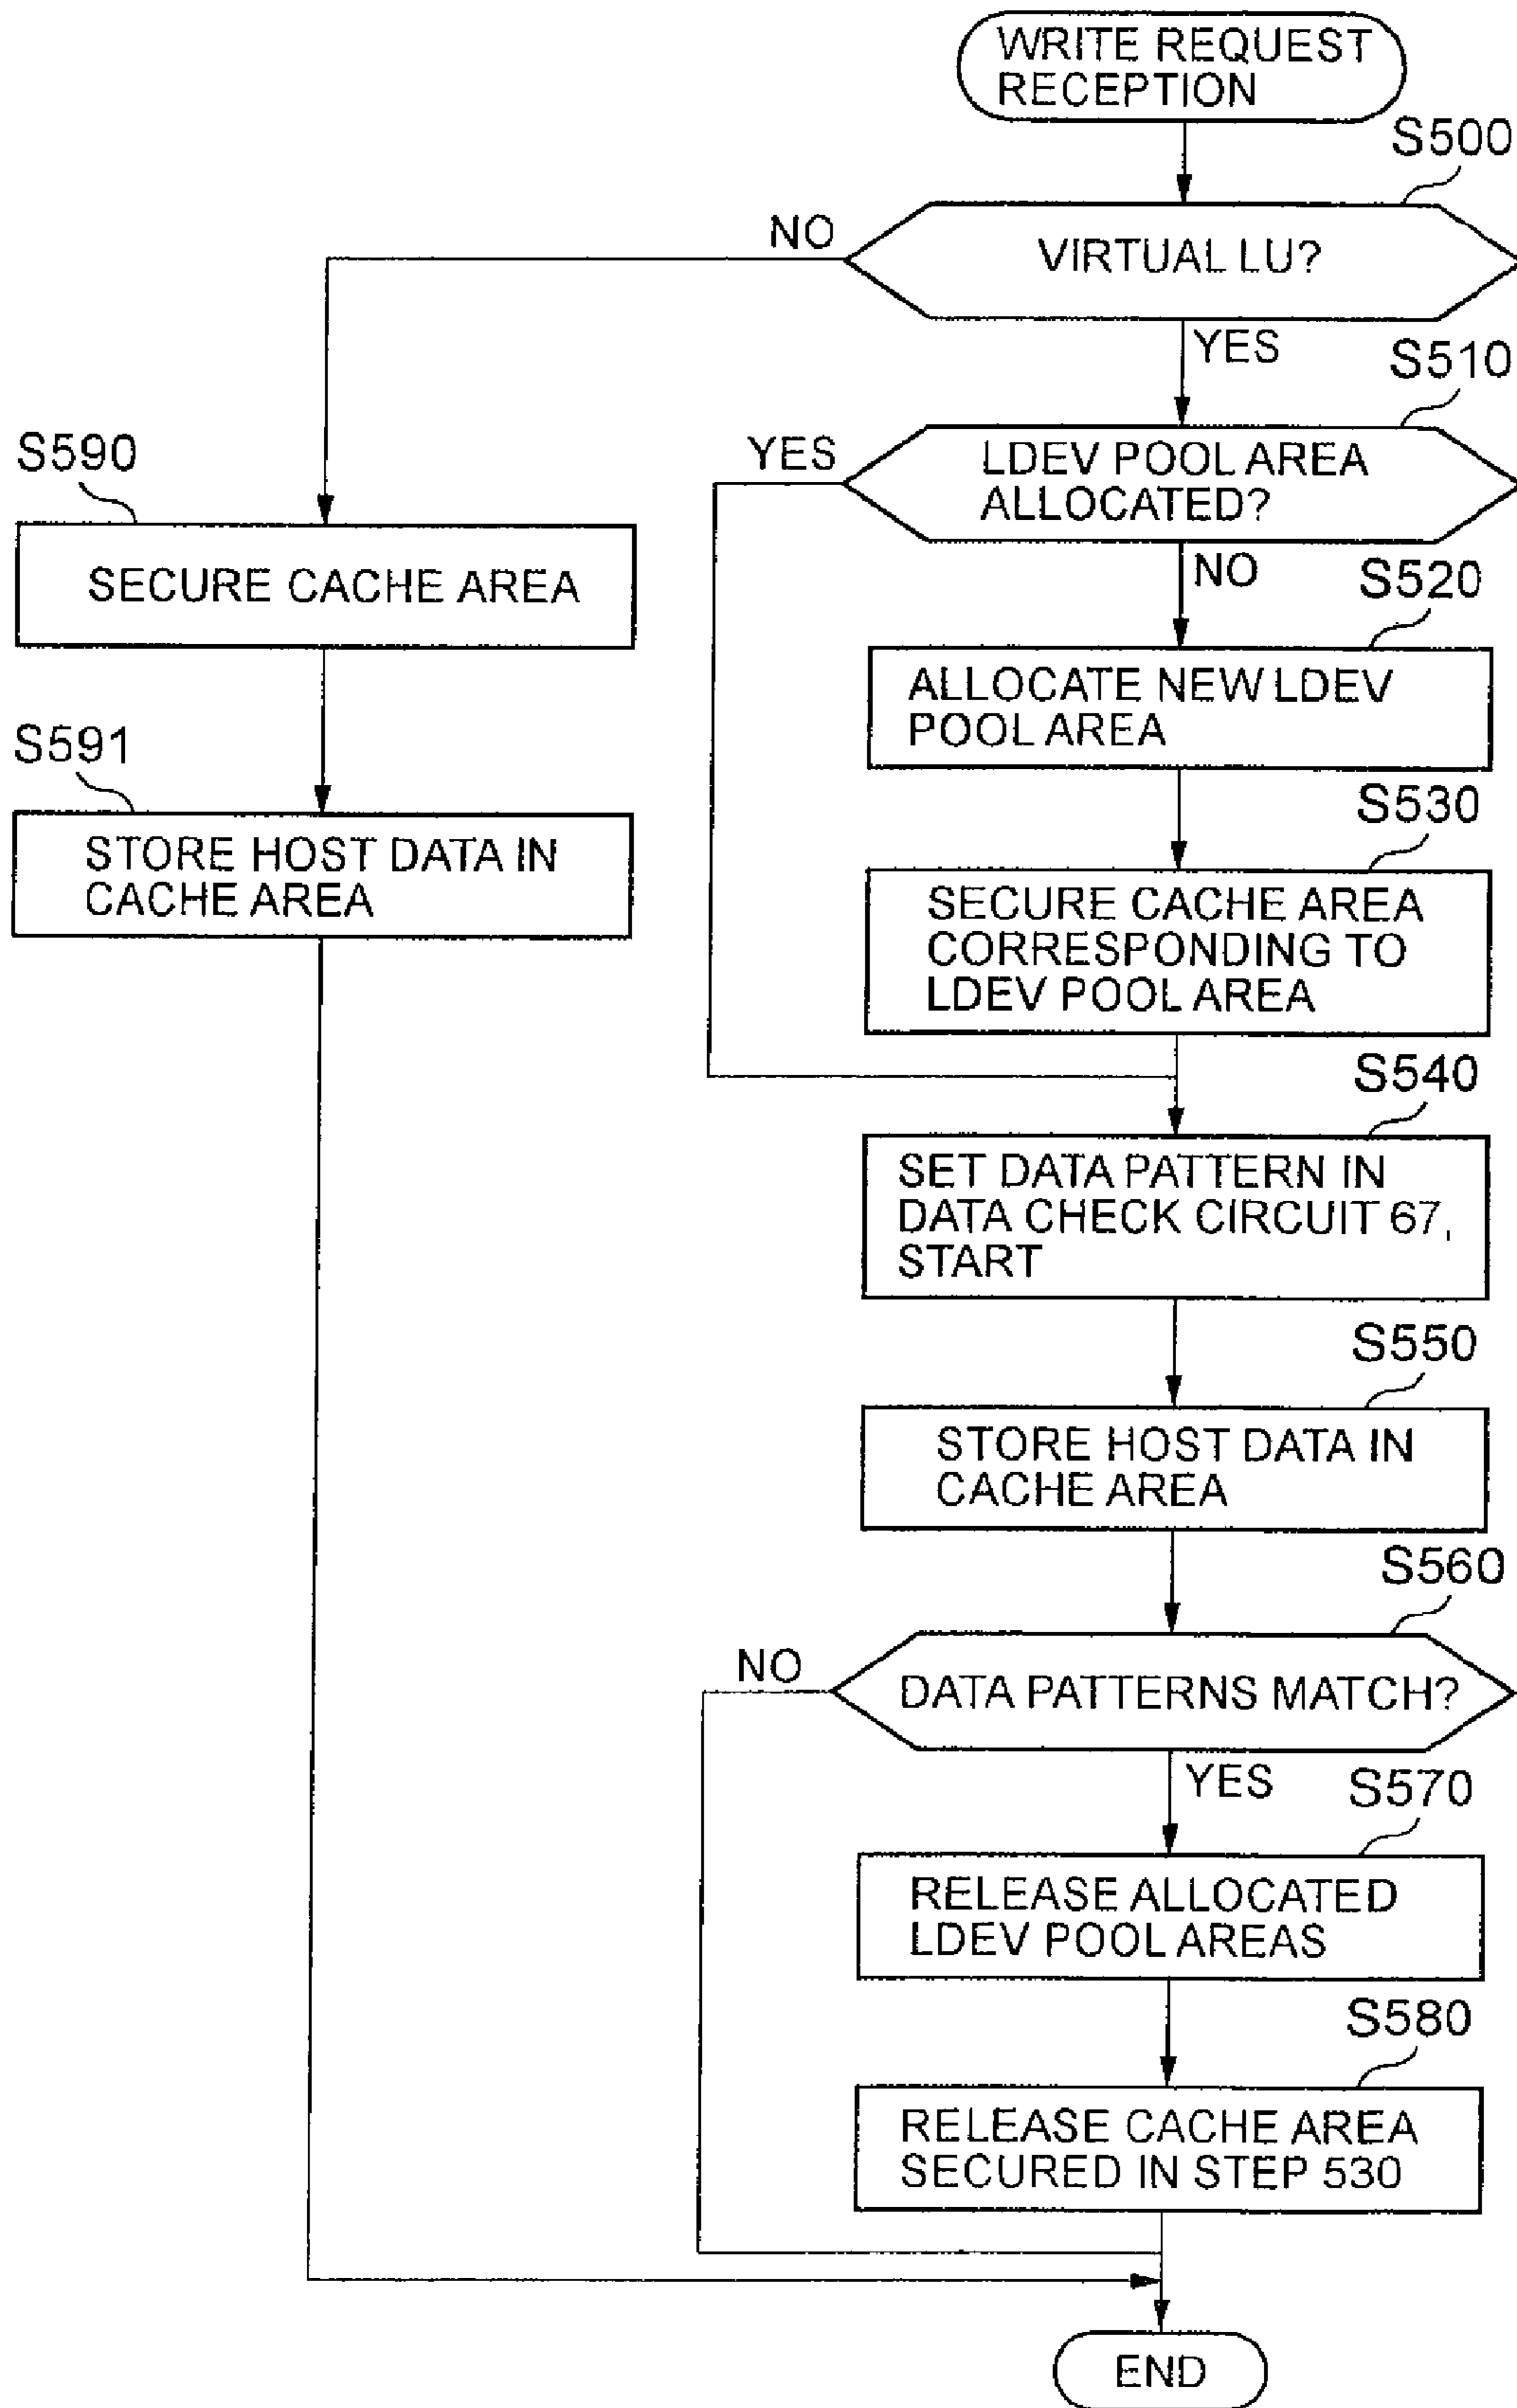 WRITE REQUEST
RECEPTION
S500
VIRTUAL LU?
NO
YES
S510
LDEV POOL AREA
ALLOCATED?
YES
NO
S520
ALLOCATE NEW LDEV
POOL AREA
S530
SECURE CACHE AREA
CORRESPONDING TO
LDEV POOL AREA
S540
SET DATA PATTERN IN
DATA CHECK CIRCUIT 67,
START
S550
STORE HOST DATA IN
CACHE AREA
S560
DATA PATTERNS MATCH?
NO
YES
S570
RELEASE ALLOCATED
LDEV POOL AREAS
S580
RELEASE CACHE AREA
SECURED IN STEP 530
S590
SECURE CACHE AREA
S591
STORE HOST DATA IN
CACHE AREA
END